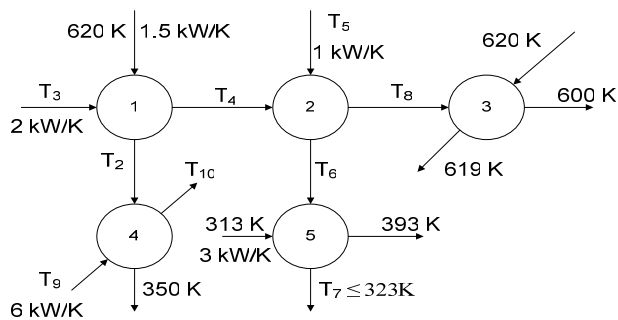 620 K
1.5 kW/K
T5
1 kW/K
620 K
T3
2 kW/K
1
T4
2
T8
3
600 K
T2
T10
T6
619 K
4
313 K
3 kW/K
5
393 K
T9
6 kW/K
350 K
T7 ≤ 323K